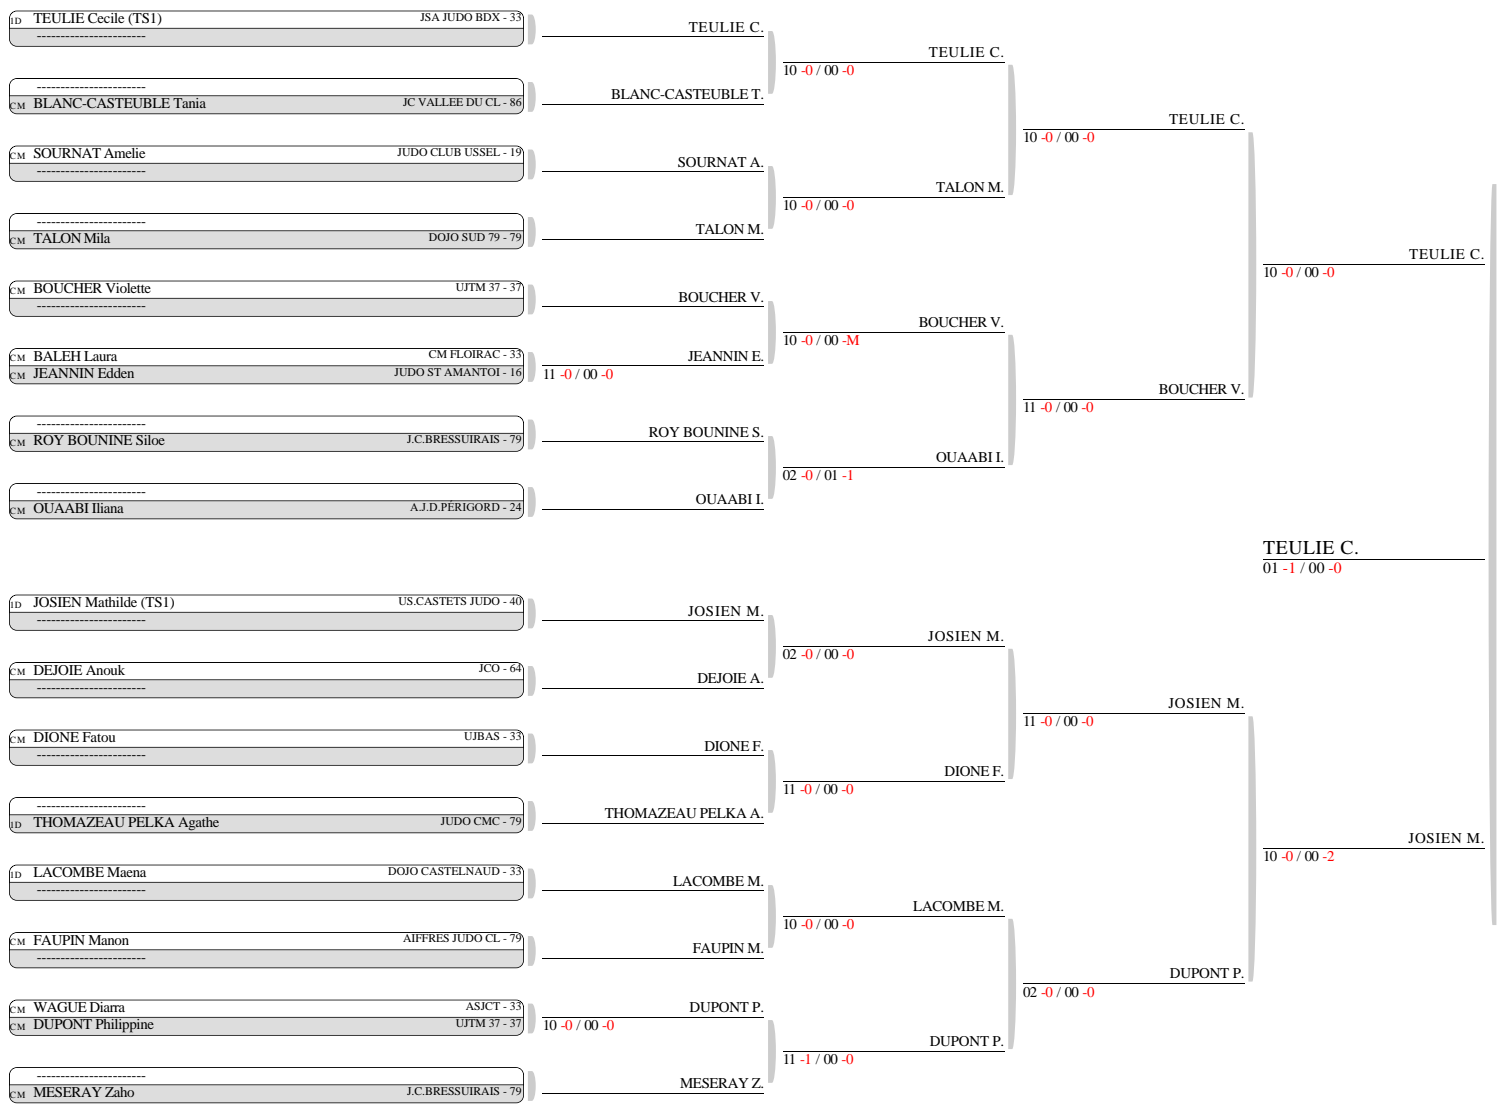 1D TEULIE Cecile (TS1) JSA JUDO BDX - 33
-----------------------
-----------------------
CM BLANC-CASTEUBLE Tania JC VALLEE DU CL - 86
CM SOURNAT Amelie JUDO CLUB USSEL - 19
-----------------------
-----------------------
CM TALON Mila DOJO SUD 79 - 79
CM BOUCHER Violette UJTM 37 - 37
-----------------------
CM BALEH Laura CM FLOIRAC - 33
CM JEANNIN Edden JUDO ST AMANTOI - 16
-----------------------
CM ROY BOUNINE Siloe J.C.BRESSUIRAIS - 79
-----------------------
CM OUAABI Iliana A.J.D.PÉRIGORD - 24
1D JOSIEN Mathilde (TS1) US.CASTETS JUDO - 40
-----------------------
CM DEJOIE Anouk JCO - 64
-----------------------
CM DIONE Fatou UJBAS - 33
-----------------------
-----------------------
1D THOMAZEAU PELKA Agathe JUDO CMC - 79
1D LACOMBE Maena DOJO CASTELNAUD - 33
-----------------------
CM FAUPIN Manon AIFFRES JUDO CL - 79
-----------------------
CM WAGUE Diarra ASJCT - 33
CM DUPONT Philippine UJTM 37 - 37
-----------------------
CM MESERAY Zaho J.C.BRESSUIRAIS - 79
TEULIE C.
BLANC-CASTEUBLE T.
SOURNAT A.
TALON M.
BOUCHER V.
JEANNIN E.
11 -0 / 00 -0
ROY BOUNINE S.
OUAABI I.
JOSIEN M.
DEJOIE A.
DIONE F.
THOMAZEAU PELKA A.
LACOMBE M.
FAUPIN M.
DUPONT P.
10 -0 / 00 -0
MESERAY Z.
TEULIE C.
10 -0 / 00 -0
TALON M.
10 -0 / 00 -0
BOUCHER V.
10 -0 / 00 -M
OUAABI I.
02 -0 / 01 -1
JOSIEN M.
02 -0 / 00 -0
DIONE F.
11 -0 / 00 -0
LACOMBE M.
10 -0 / 00 -0
DUPONT P.
11 -1 / 00 -0
TEULIE C.
10 -0 / 00 -0
BOUCHER V.
11 -0 / 00 -0
JOSIEN M.
11 -0 / 00 -0
DUPONT P.
02 -0 / 00 -0
TEULIE C.
10 -0 / 00 -0
JOSIEN M.
10 -0 / 00 -2
TEULIE C.
01 -1 / 00 -0